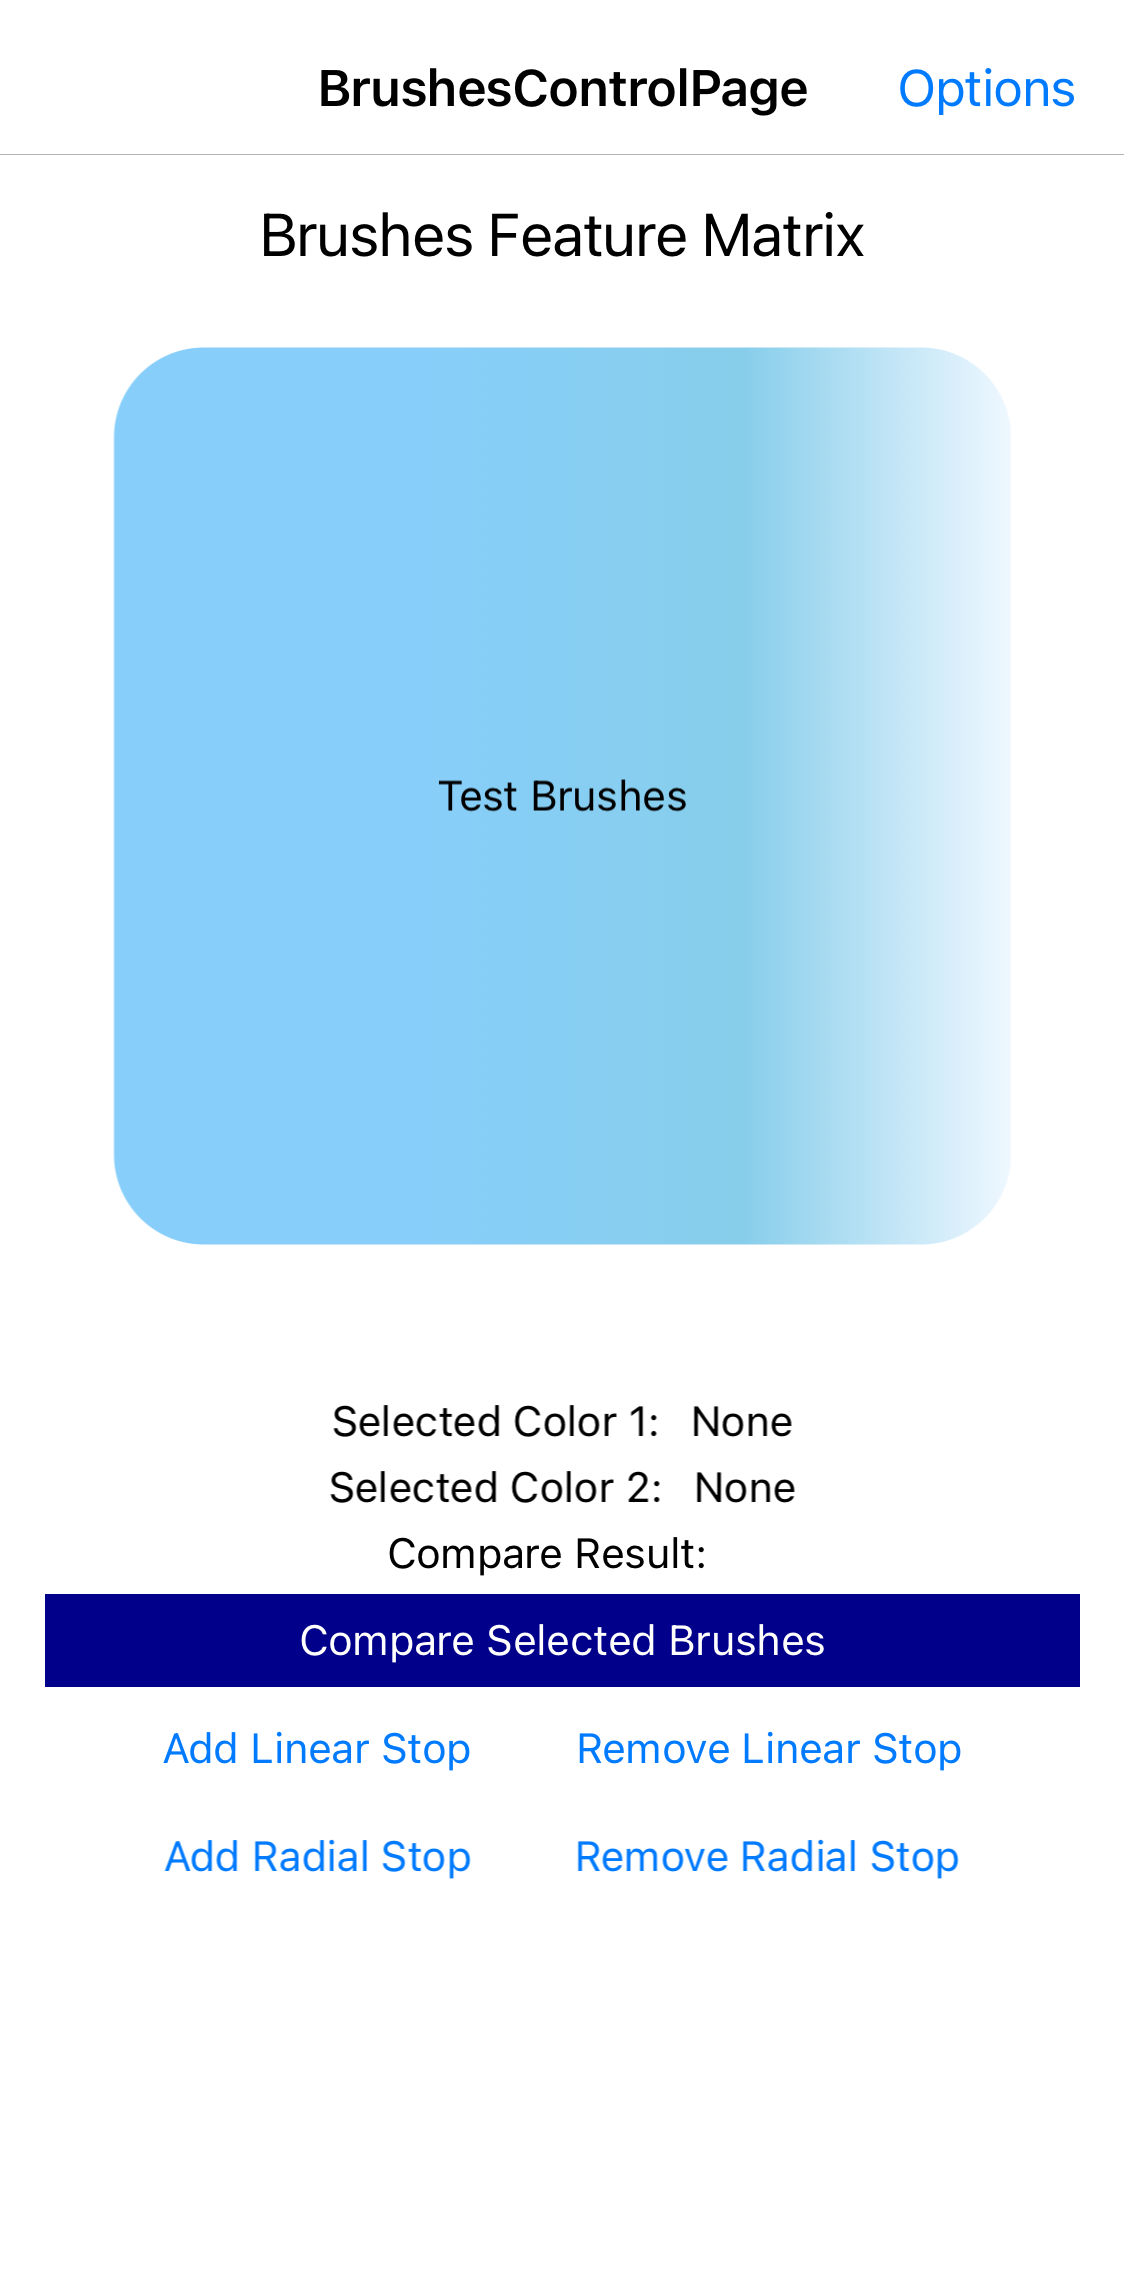 BrushesControlPage Options
Brushes Feature Matrix
Test Brushes
Selected Color 1: None
Selected Color 2: None
Compare Result:
Compare Selected Brushes
Add Linear Stop Remove Linear Stop
Add Radial Stop Remove Radial Stop